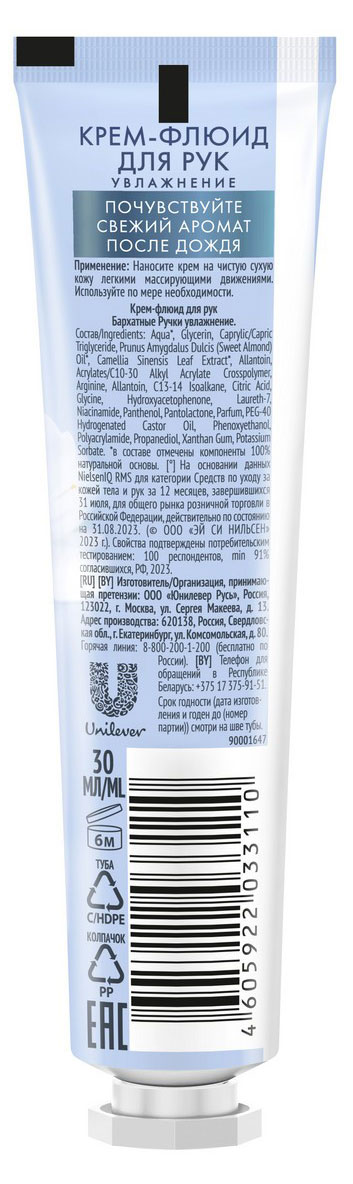 КРЕМ-ФЛЮИД
ДЛЯ РУК
УВЛАЖНЕНИЕ
ПОЧУВСТВУЙТЕ
СВЕЖИЙ АРОМАТ
ПОСЛЕ ДОЖДЯ
Применение: Наносите крем на чистую сухую
кожу легкими массирующими движениями.
Используйте по мере необходимости.
Крем-флюид для рук
Бархатные Ручки увлажнение.
Состав/Ingredients: Aqua*, Glycerin, Caprylic/Capric
Triglyceride, Prunus Amygdalus Dulcis (Sweet Almond)
Oil*, Camellia Sinensis Leaf Extract*, Allantoin,
Acrylates/C10-30 Alkyl Acrylate Crosspolymer,
Arginine, Allantoin, C13-14 Isoalkane, Citric Acid,
Glycine, Hydroxyacetophenone, Laureth-7,
Niacinamide, Panthenol, Pantolactone, Parfum, PEG-40
Hydrogenated Castor Oil, Phenoxyethanol,
Polyacrylamide, Propanediol, Xanthan Gum, Potassium
Sorbate. *в составе отмечены компоненты 100%
натуральной основы. [°] На основании данных
NielsenIQ RMS для категории Средств по уходу за
кожей тела и рук за 12 месяцев, завершившихся
31 июля, для общего рынка розничной торговли в
Российской Федерации, действительно по состоянию
на 31.08.2023. (© ООО «ЭЙ СИ НИЛЬСЕН»
2023 г.). Свойства подтверждены потребительским
тестированием: 100 респондентов, min 91%
согласившихся, РФ, 2023.
[RU] [BY] Изготовитель/Организация, принимаю-
щая претензии: ООО «Юнилевер Русь», Россия,
123022, г. Москва, ул. Сергея Макеева, д. 13.
Адрес производства: 620138, Россия, Свердловс-
кая обл., г. Екатеринбург, ул. Комсомольская, д. 80.
Горячая линия: 8-800-200-1-200 (бесплатно по
России). [BY] Телефон для
обращений в Республике
Беларусь: +375 17 375-91-51.
Срок годности (дата изготов-
ления и годен до (номер
партии)) смотри на шве тубы.
90001647
Unilever
30
МЛ/ML
6м
ТУБА
C/HDPE
КОЛПАЧОК
PP
EAC
4 605922 033110